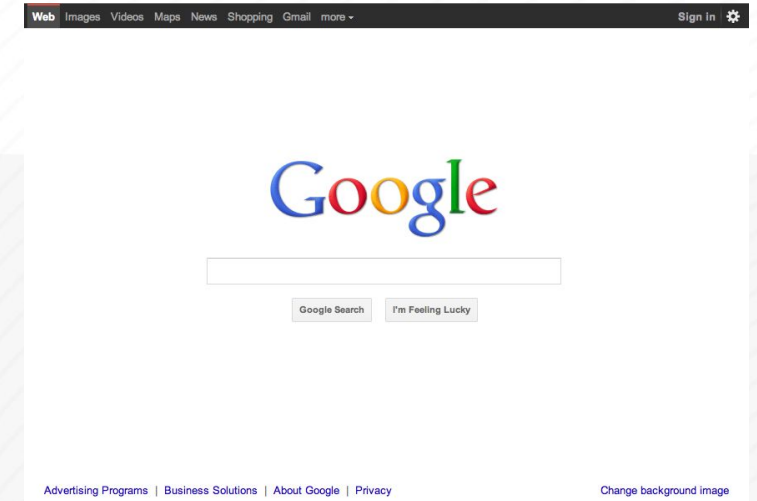 Web Images Videos Maps News Shopping Gmail more Sign in
Google
Google Search I'm Feeling Lucky
Advertising Programs | Business Solutions | About Google | Privacy Change background image